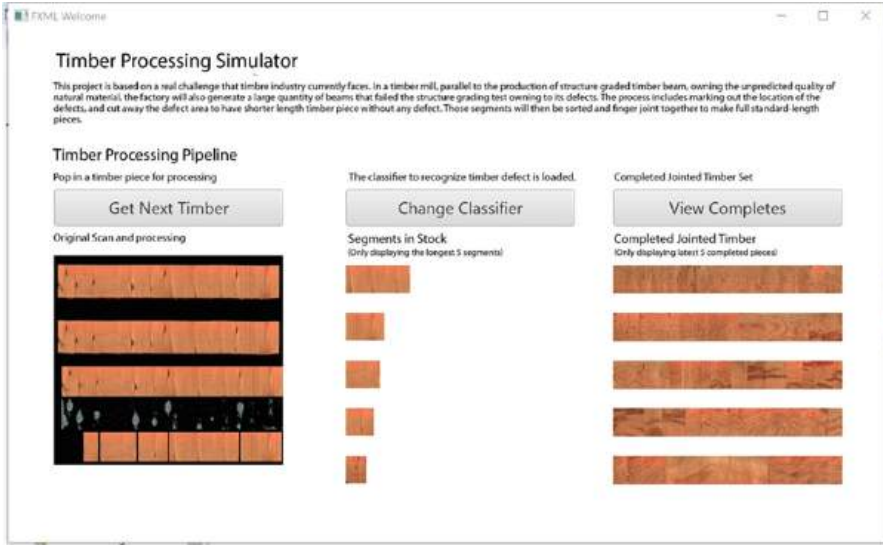 FXML Welcome
Timber Processing Simulator
This project is based on a real challenge that timbre industry currently faces. In a timber mill, parallel to the production of structure graded timber beam, owning the unpredicted quality of
natural material, the factory will also generate a large quantity of beams that failed the structure grading test owning to its defects. The process includes marking out the location of the
defects, and cut away the defect area to have shorter length timber piece without any defect. Those segments will then be sorted and finger joint together to make full standard-length
pieces.
Timber Processing Pipeline
Pop in a timber piece for processing
The classifier to recognize timber defect is loaded.
Completed Jointed Timber Set
Get Next Timber
Change Classifier
View Completes
Original Scan and processing
Segments in Stock
(Only displaying the longest 5 segments)
Completed Jointed Timber
(Only displaying latest 5 completed pieces)